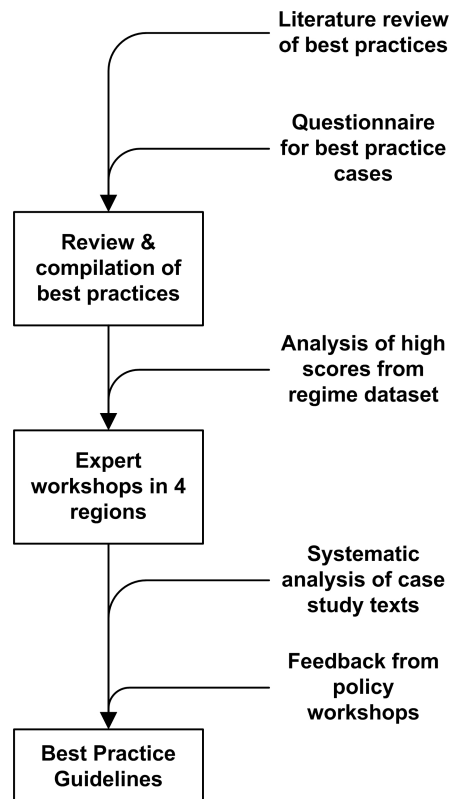 Literature review
of best practices
Questionnaire
for best practice
cases
Review &
compilation of
best practices
Analysis of high
scores from
regime dataset
Expert
workshops in 4
regions
Systematic
analysis of case
study texts
Feedback from
policy
workshops
Best Practice
Guidelines